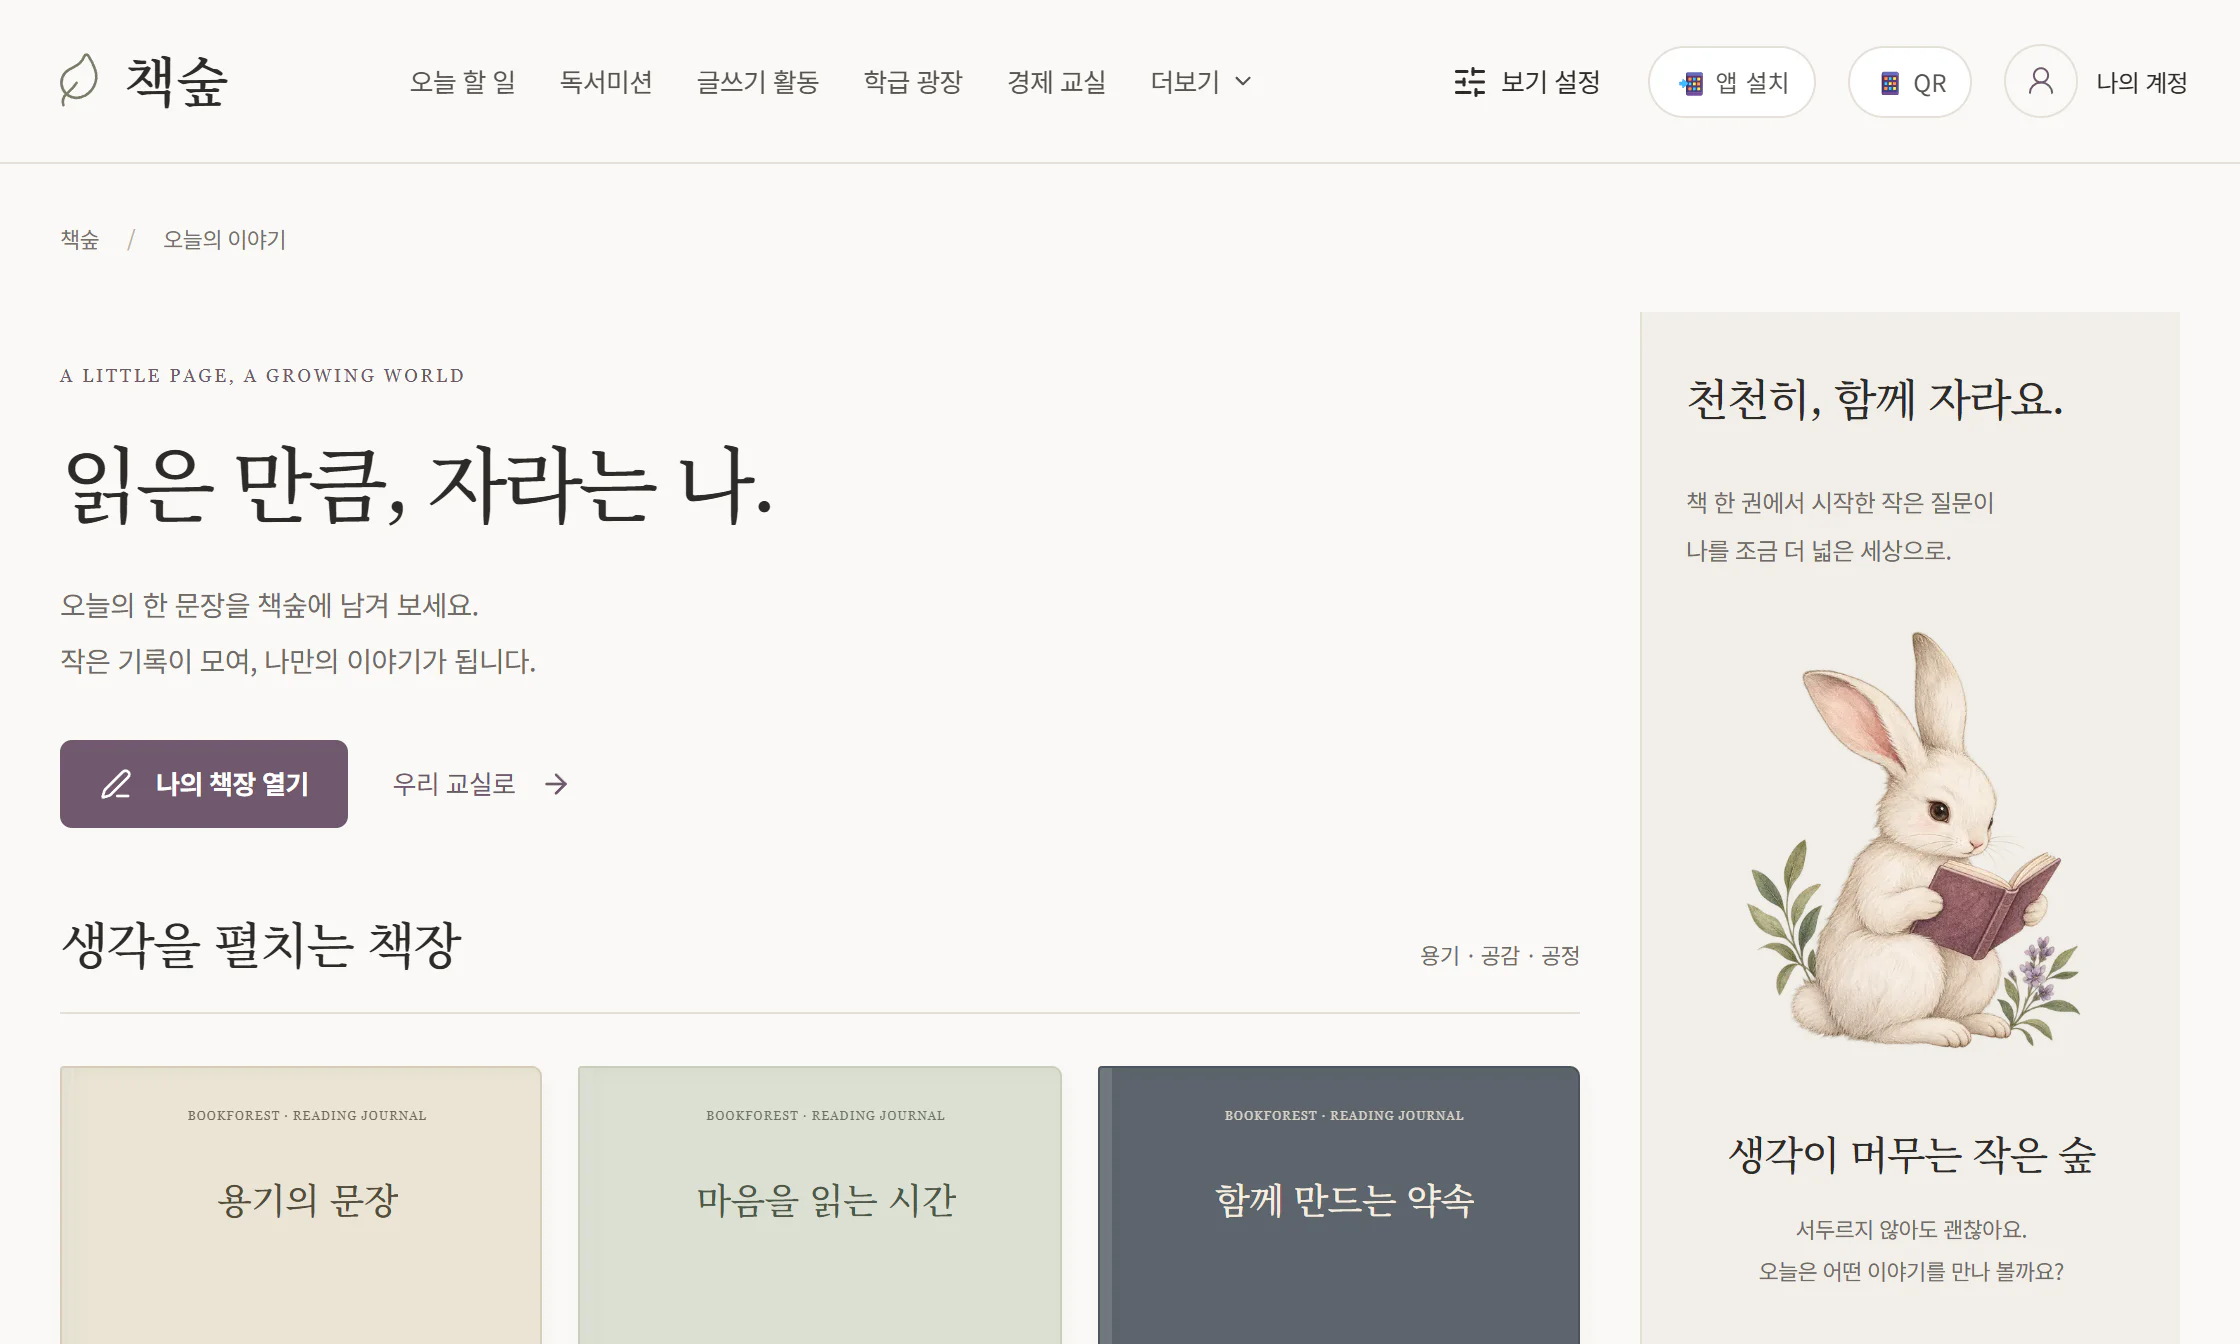 책숲
오늘 할 일
독서미션
글쓰기 활동
학급 광장
경제 교실
더보기
보기 설정
앱 설치
QR
나의 계정
책숲 / 오늘의 이야기
A LITTLE PAGE, A GROWING WORLD
읽은 만큼, 자라는 나.
오늘의 한 문장을 책숲에 남겨 보세요.
작은 기록이 모여, 나만의 이야기가 됩니다.
나의 책장 열기
우리 교실로
생각을 펼치는 책장
용기 · 공감 · 공정
BOOKFOREST · READING JOURNAL
용기의 문장
BOOKFOREST · READING JOURNAL
마음을 읽는 시간
BOOKFOREST · READING JOURNAL
함께 만드는 약속
천천히, 함께 자라요.
책 한 권에서 시작한 작은 질문이
나를 조금 더 넓은 세상으로.
생각이 머무는 작은 숲
서두르지 않아도 괜찮아요.
오늘은 어떤 이야기를 만나 볼까요?